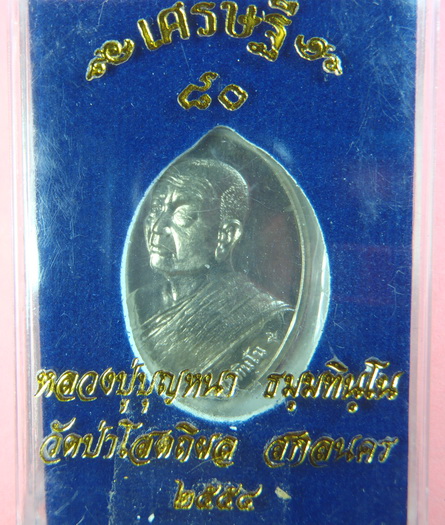 เศรษฐี
๘๐
หลวงปู่บุญหนา ธมฺมทินฺโน
วัดป่าโสตถิผล สกลนคร
๒๕๕๔